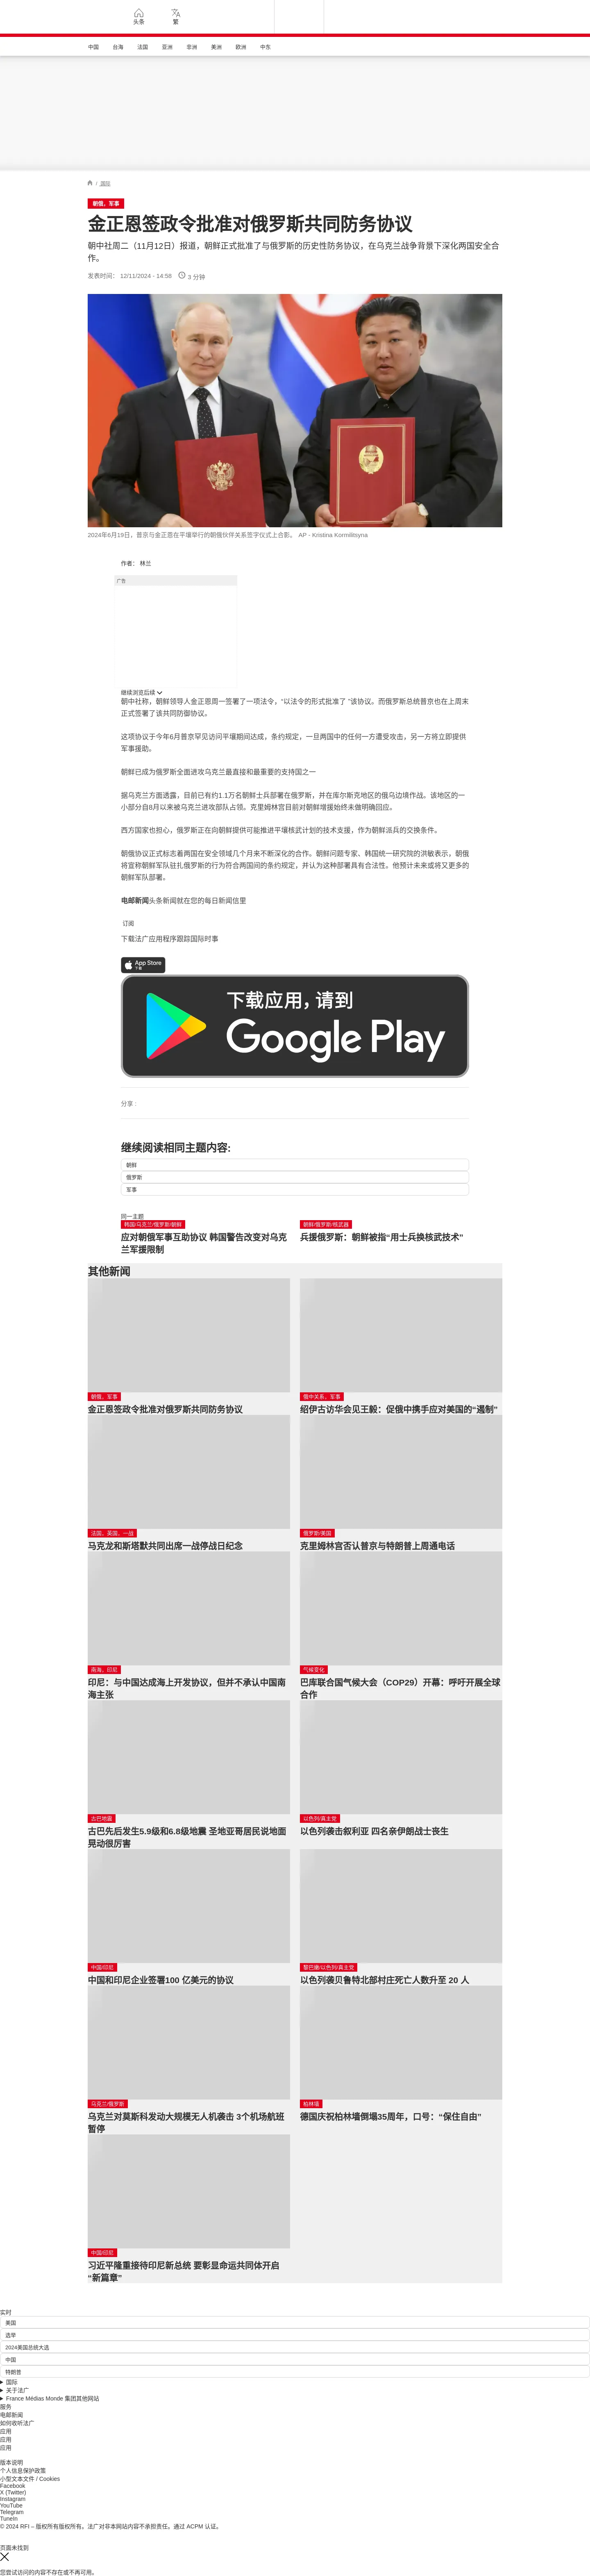 头条
繁
中国 台海 法国 亚洲 非洲 美洲 欧洲 中东
/ 国际
朝俄，军事
金正恩签政令批准对俄罗斯共同防务协议
朝中社周二（11月12日）报道，朝鲜正式批准了与俄罗斯的历史性防务协议，在乌克兰战争背景下深化两国安全合
作。
发表时间： 12/11/2024 - 14:58 3 分钟
2024年6月19日，普京与金正恩在平壤举行的朝俄伙伴关系签字仪式上合影。 AP - Kristina Kormilitsyna
作者： 林兰
广告
继续浏览后续
朝中社称，朝鲜领导人金正恩周一签署了一项法令，“以法令的形式批准了 ”该协议。而俄罗斯总统普京也在上周末
正式签署了该共同防御协议。
这项协议于今年6月普京罕见访问平壤期间达成，条约规定，一旦两国中的任何一方遭受攻击，另一方将立即提供
军事援助。
朝鲜已成为俄罗斯全面进攻乌克兰最直接和最重要的支持国之一
据乌克兰方面透露，目前已有约1.1万名朝鲜士兵部署在俄罗斯，并在库尔斯克地区的俄乌边境作战。该地区的一
小部分自8月以来被乌克兰进攻部队占领。克里姆林宫目前对朝鲜增援始终未做明确回应。
西方国家也担心，俄罗斯正在向朝鲜提供可能推进平壤核武计划的技术支援，作为朝鲜派兵的交换条件。
朝俄协议正式标志着两国在安全领域几个月来不断深化的合作。朝鲜问题专家、韩国统一研究院的洪敏表示，朝俄
将宣称朝鲜军队驻扎俄罗斯的行为符合两国间的条约规定，并认为这种部署具有合法性。他预计未来或将又更多的
朝鲜军队部署。
电邮新闻头条新闻就在您的每日新闻信里
订阅
下载法广应用程序跟踪国际时事
App Store
下载
下载应用，请到
Google Play
分享 :
继续阅读相同主题内容:
朝鲜
俄罗斯
军事
同一主题
韩国/乌克兰/俄罗斯/朝鲜
应对朝俄军事互助协议 韩国警告改变对乌克
兰军援限制
朝鲜/俄罗斯/核武器
兵援俄罗斯：朝鲜被指“用士兵换核武技术”
其他新闻
朝俄，军事
金正恩签政令批准对俄罗斯共同防务协议
俄中关系，军事
绍伊古访华会见王毅：促俄中携手应对美国的“遏制”
法国，英国，一战
马克龙和斯塔默共同出席一战停战日纪念
俄罗斯/美国
克里姆林宫否认普京与特朗普上周通电话
南海，印尼
印尼：与中国达成海上开发协议，但并不承认中国南
海主张
气候变化
巴库联合国气候大会（COP29）开幕：呼吁开展全球
合作
古巴地震
古巴先后发生5.9级和6.8级地震 圣地亚哥居民说地面
晃动很厉害
以色列/真主党
以色列袭击叙利亚 四名亲伊朗战士丧生
中国/印尼
中国和印尼企业签署100 亿美元的协议
黎巴嫩/以色列/真主党
以色列袭贝鲁特北部村庄死亡人数升至 20 人
乌克兰/俄罗斯
乌克兰对莫斯科发动大规模无人机袭击 3个机场航班
暂停
柏林墙
德国庆祝柏林墙倒塌35周年，口号：“保住自由”
中国/印尼
习近平隆重接待印尼新总统 要彰显命运共同体开启
“新篇章”
实时
美国
选举
2024美国总统大选
中国
特朗普
国际
关于法广
France Médias Monde 集团其他网站
服务
电邮新闻
如何收听法广
应用
应用
应用
版本说明
个人信息保护政策
小型文本文件 / Cookies
Facebook
X (Twitter)
Instagram
YouTube
Telegram
TuneIn
© 2024 RFI – 版权所有版权所有。法广对非本网站内容不承担责任。通过 ACPM 认证。
页面未找到
您尝试访问的内容不存在或不再可用。